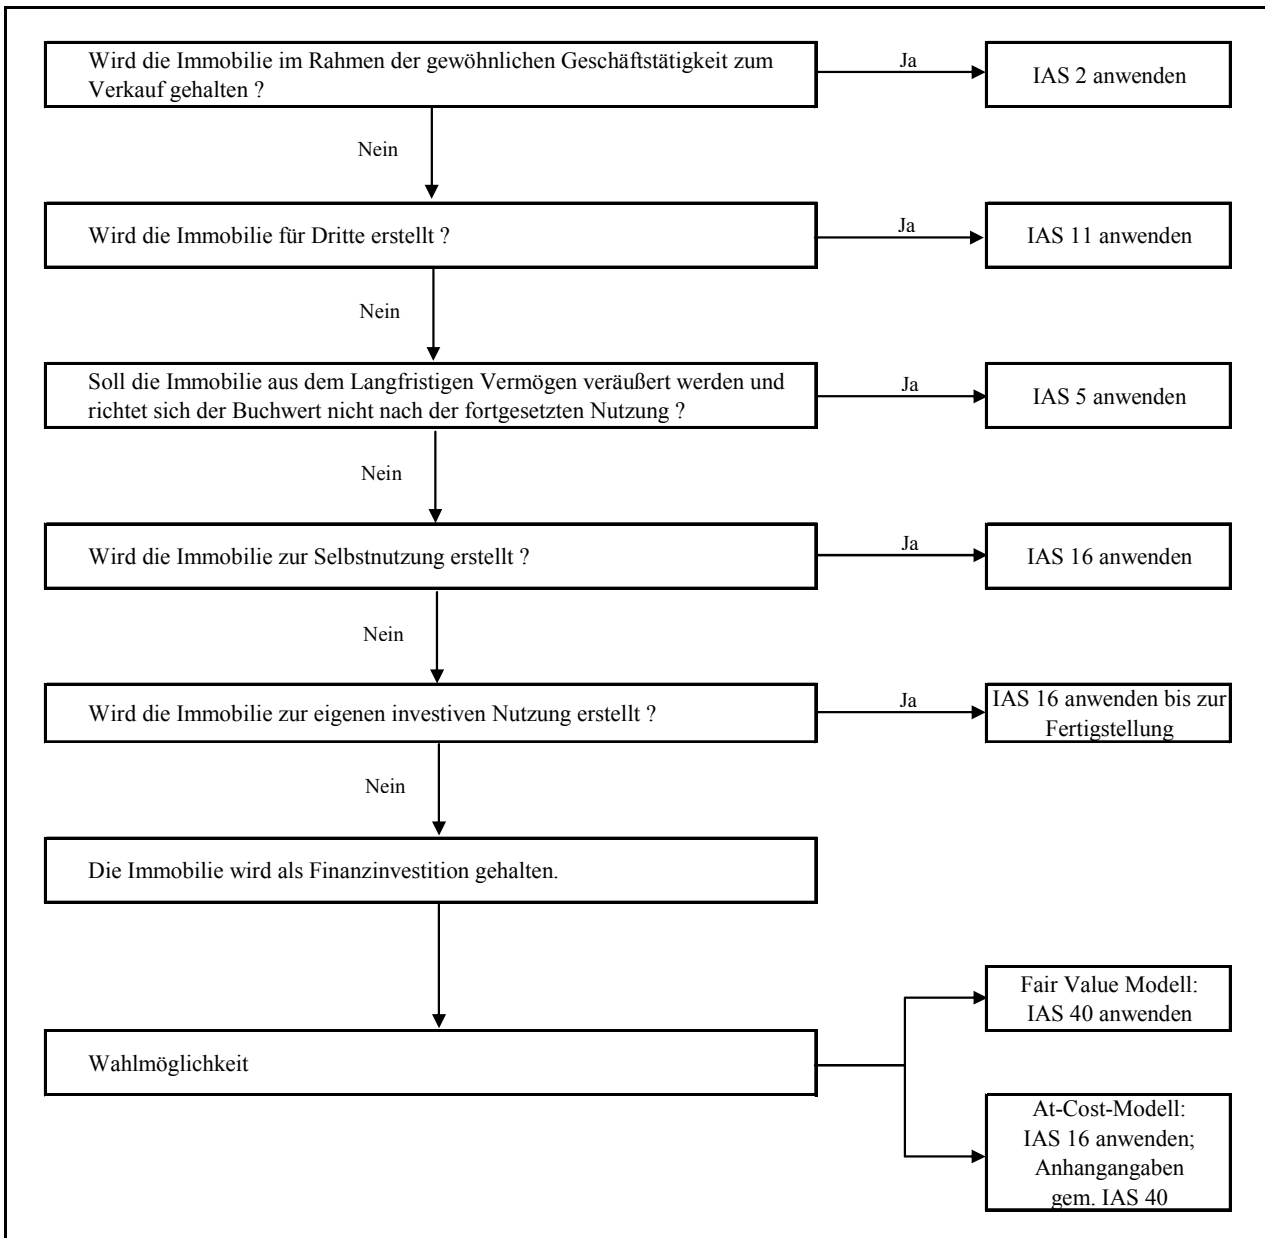 Wird die Immobilie im Rahmen der gewöhnlichen Geschäftstätigkeit zum
Verkauf gehalten ?
Ja
IAS 2 anwenden
Nein
Wird die Immobilie für Dritte erstellt ?
Ja
IAS 11 anwenden
Nein
Soll die Immobilie aus dem Langfristigen Vermögen veräußert werden und
richtet sich der Buchwert nicht nach der fortgesetzten Nutzung ?
Ja
IAS 5 anwenden
Nein
Wird die Immobilie zur Selbstnutzung erstellt ?
Ja
IAS 16 anwenden
Nein
Wird die Immobilie zur eigenen investiven Nutzung erstellt ?
Ja
IAS 16 anwenden bis zur
Fertigstellung
Nein
Die Immobilie wird als Finanzinvestition gehalten.
Wahlmöglichkeit
Fair Value Modell:
IAS 40 anwenden
At-Cost-Modell:
IAS 16 anwenden;
Anhangangaben
gem. IAS 40